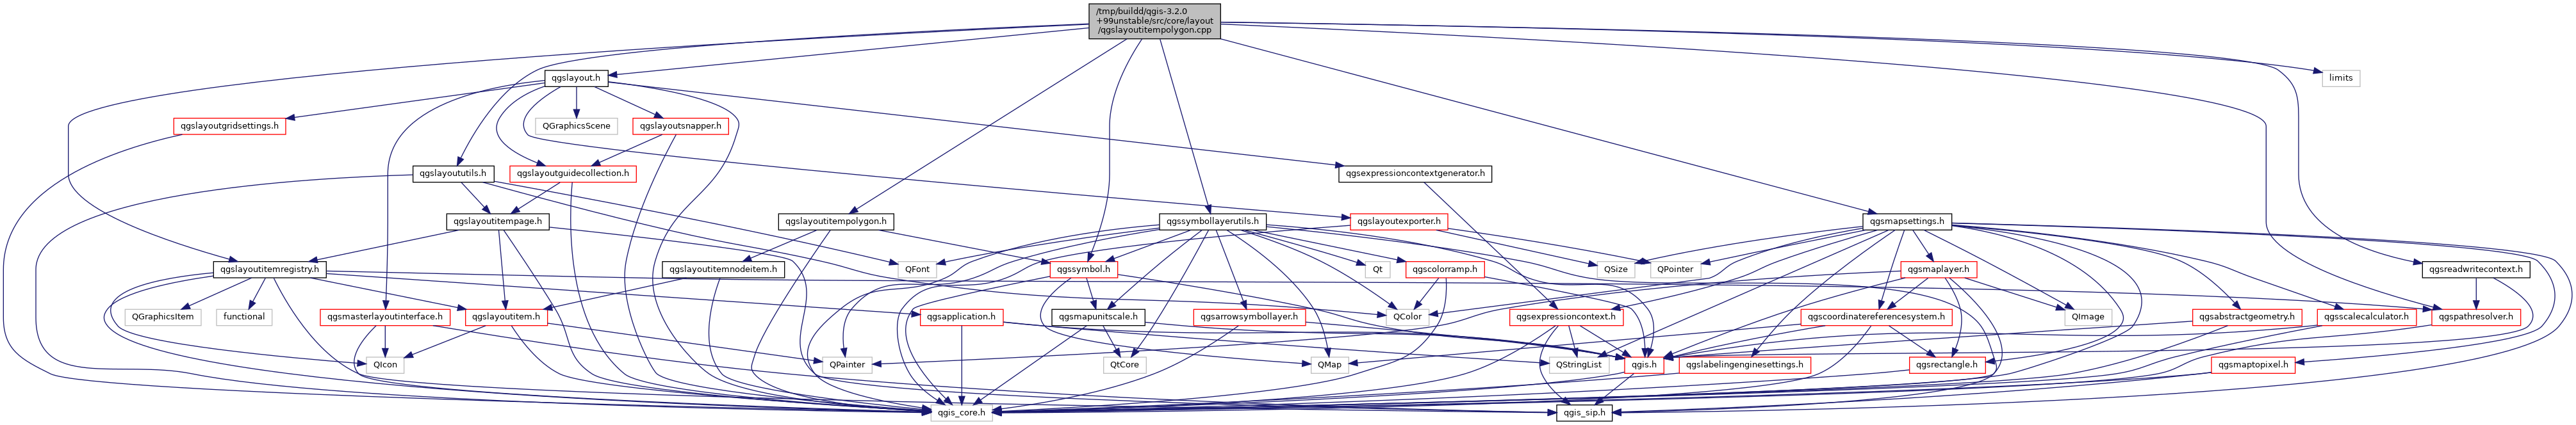 /tmp/buildd/qgis-3.2.0
+99unstable/src/core/layout
/qgslayoutitempolygon.cpp
qgslayout.h
limits
qgslayoutgridsettings.h
QGraphicsScene
qgslayoutsnapper.h
qgslayoututils.h
qgslayoutguidecollection.h
qgsexpressioncontextgenerator.h
qgslayoutitempage.h
qgslayoutitempolygon.h
qgssymbollayerutils.h
qgslayoutexporter.h
qgsmapsettings.h
qgslayoutitemregistry.h
qgslayoutitemnodeitem.h
QFont
qgssymbol.h
Qt
qgscolorramp.h
QSize
QPointer
qgsmaplayer.h
qgsreadwritecontext.h
QGraphicsItem
functional
qgsmasterlayoutinterface.h
qgslayoutitem.h
qgsapplication.h
qgsmapunitscale.h
qgsarrowsymbollayer.h
QColor
qgsexpressioncontext.h
qgscoordinatereferencesystem.h
QImage
qgsabstractgeometry.h
qgsscalecalculator.h
qgspathresolver.h
QIcon
QPainter
QtCore
QMap
QStringList
qgis.h
qgslabelingenginesettings.h
qgsrectangle.h
qgsmaptopixel.h
qgis_core.h
qgis_sip.h